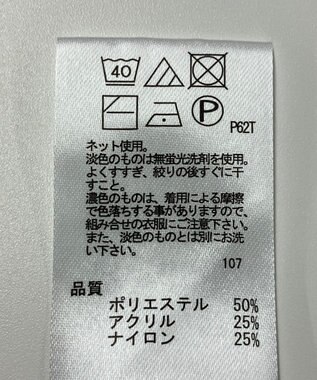 40
P
P62T
ネット使用。
淡色のものは無蛍光洗剤を使用。
よくすすぎ、絞りの後すぐに干
すこと。
濃色のものは、着用による摩擦
で色落ちする事がありますので、
組み合せの衣服にご注意下さい。
また、淡色のものとは別にお洗
い下さい。
107
品質
ポリエステル 50%
アクリル 25%
ナイロン 25%